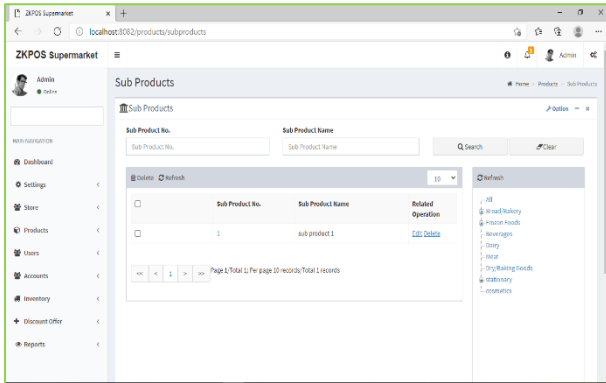 ZKPOS Supermarket
localhost:8082/products/subproducts
ZKPOS Supermarket
Admin
Admin
Online
Sub Products
Home > Products > Sub Products
Sub Products
Option
Sub Product No.
Sub Product Name
Sub Product No.
Sub Product Name
Search
Clear
MAIN NAVIGATION
Dashboard
Settings
Store
Products
Users
Accounts
Inventory
Discount Offer
Reports
Delete
Refresh
10
Sub Product No.
Sub Product Name
Related
Operation
1
sub product 1
Edit Delete
<< < 1 > >> Page 1/Total 1; Per page 10 records/Total 1 records
Refresh
All
Bread/Bakery
Frozen Foods
Beverages
Dairy
Meat
Dry/Baking Goods
stationary
cosmetics